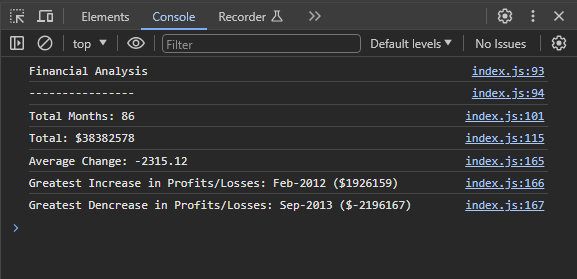 Elements Console Recorder
top Filter Default levels No Issues
Financial Analysis index.js:93
---------------- index.js:94
Total Months: 86 index.js:101
Total: $38382578 index.js:115
Average Change: -2315.12 index.js:165
Greatest Increase in Profits/Losses: Feb-2012 ($1926159) index.js:166
Greatest Dencrease in Profits/Losses: Sep-2013 ($-2196167) index.js:167